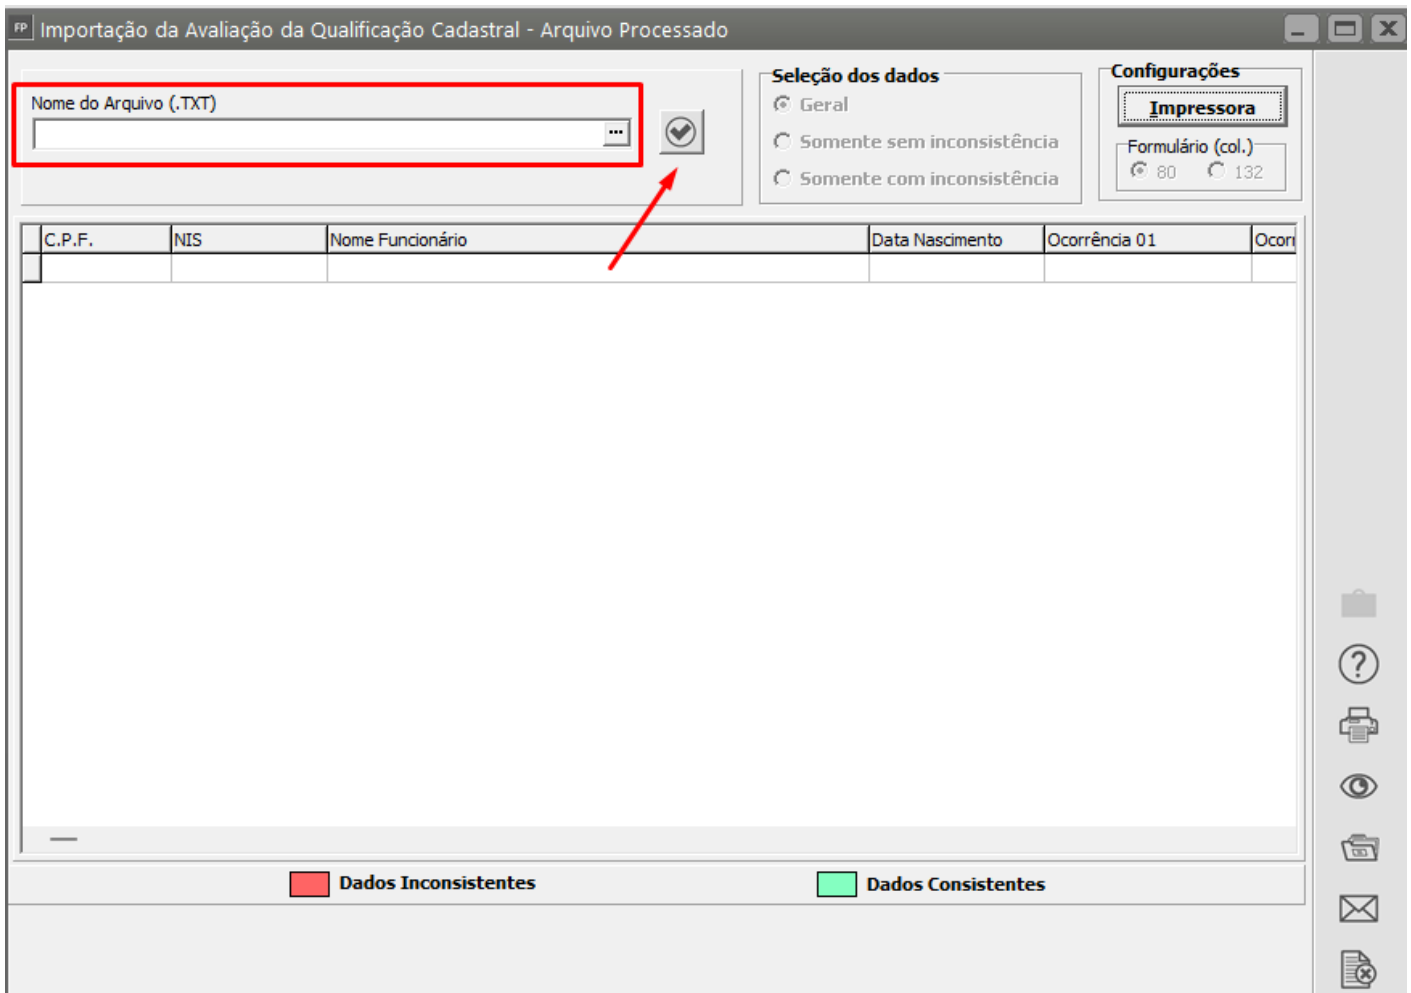 FP Importação da Avaliação da Qualificação Cadastral - Arquivo Processado
Nome do Arquivo (.TXT)
...
Seleção dos dados
Geral
Somente sem inconsistência
Somente com inconsistência
Configurações
Impressora
Formulário (col.)
80 132
C.P.F. NIS Nome Funcionário Data Nascimento Ocorrência 01 Ocorr
Dados Inconsistentes Dados Consistentes